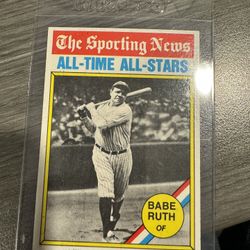 The Sporting News
ALL-TIME ALL-STARS
BABE
RUTH
OF